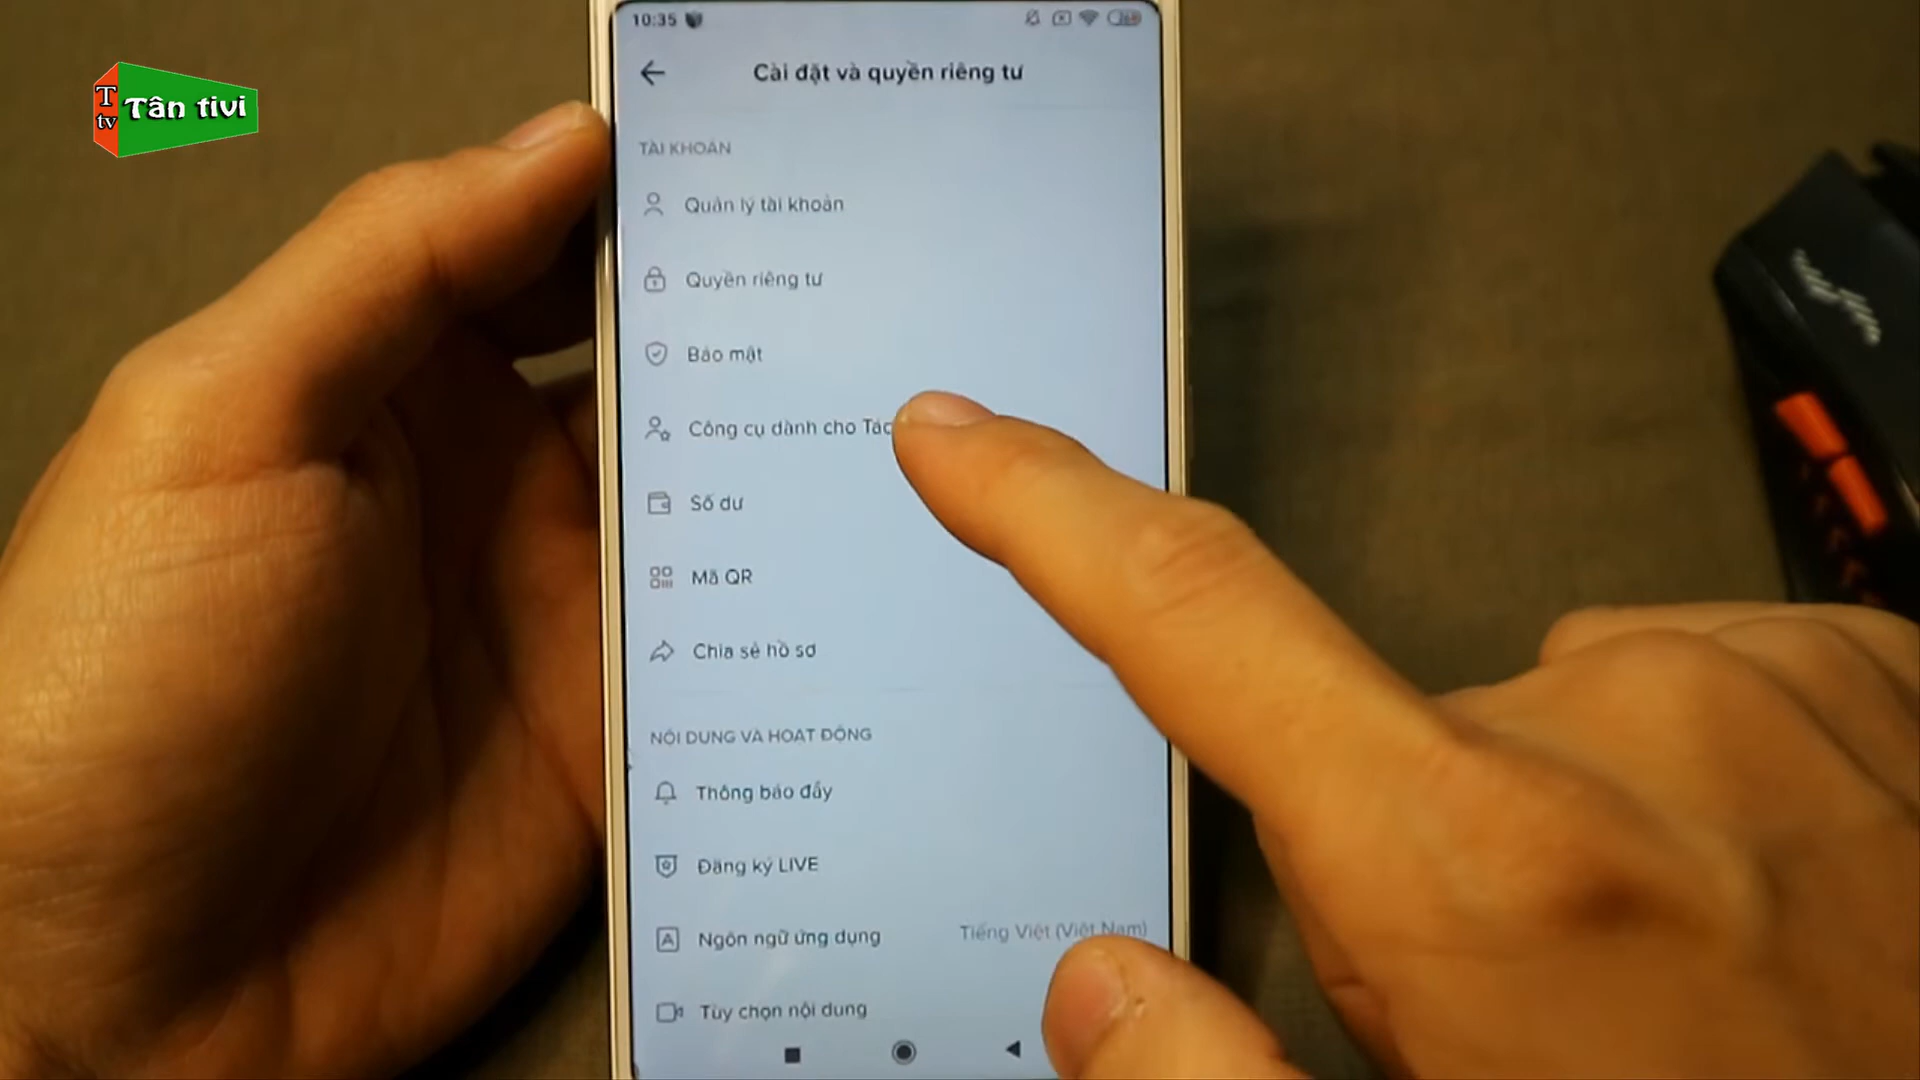 T
tv
Tân tivi
10:35
Cài đặt và quyền riêng tư
TÀI KHOẢN
Quản lý tài khoản
Quyền riêng tư
Bảo mật
Công cụ dành cho Tác
Số dư
Mã QR
Chia sẻ hồ sơ
NỘI DUNG VÀ HOẠT ĐỘNG
Thông báo đẩy
Đăng ký LIVE
Ngôn ngữ ứng dụng Tiếng Việt (Việt Nam)
Tùy chọn nội dung